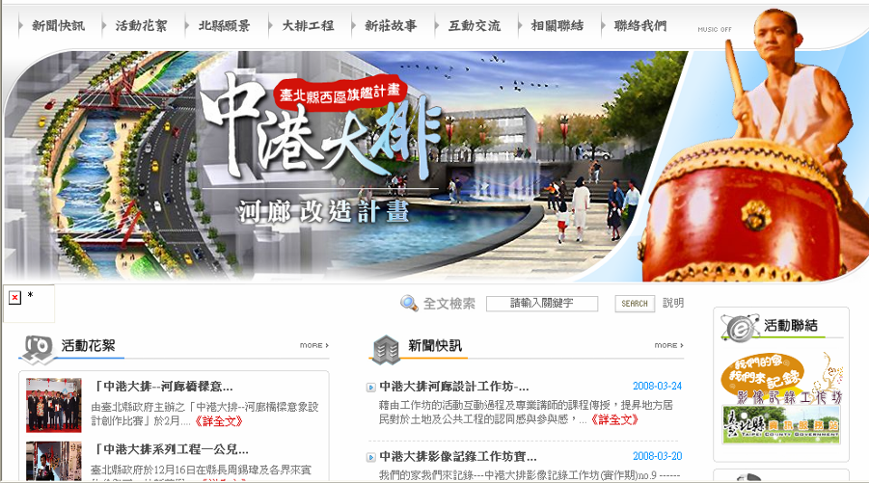 新聞快訊
活動花絮
北縣願景
大排工程
新莊故事
互動交流
相關聯結
聯絡我們
MUSIC OFF
臺北縣西區旗艦計畫
中港大排
河廊改造計畫
*
全文檢索
請輸入關鍵字
SEARCH
說明
活動花絮
MORE
「中港大排--河廊橋樑意...
由臺北縣政府主辦之「中港大排--河廊橋樑意象設
計創作比賽」於2月....《詳全文》
「中港大排系列工程一公兒...
臺北縣政府於12月16日在縣長周錫瑋及各界來賓
新聞快訊
MORE
中港大排河廊設計工作坊-...
2008-03-24
藉由工作坊的活動互動過程及專業講師的課程傳授，提昇地方居
民對於土地及公共工程的認同感與參與感，...《詳全文》
中港大排影像記錄工作坊實...
2008-03-20
我們的家我們來記錄---中港大排影像記錄工作坊(實作期)no.9 ------
活動聯結
我們的家
我們來記錄
影像記錄工作坊
臺北縣
TAIPEI COUNTY GOVERNMENT